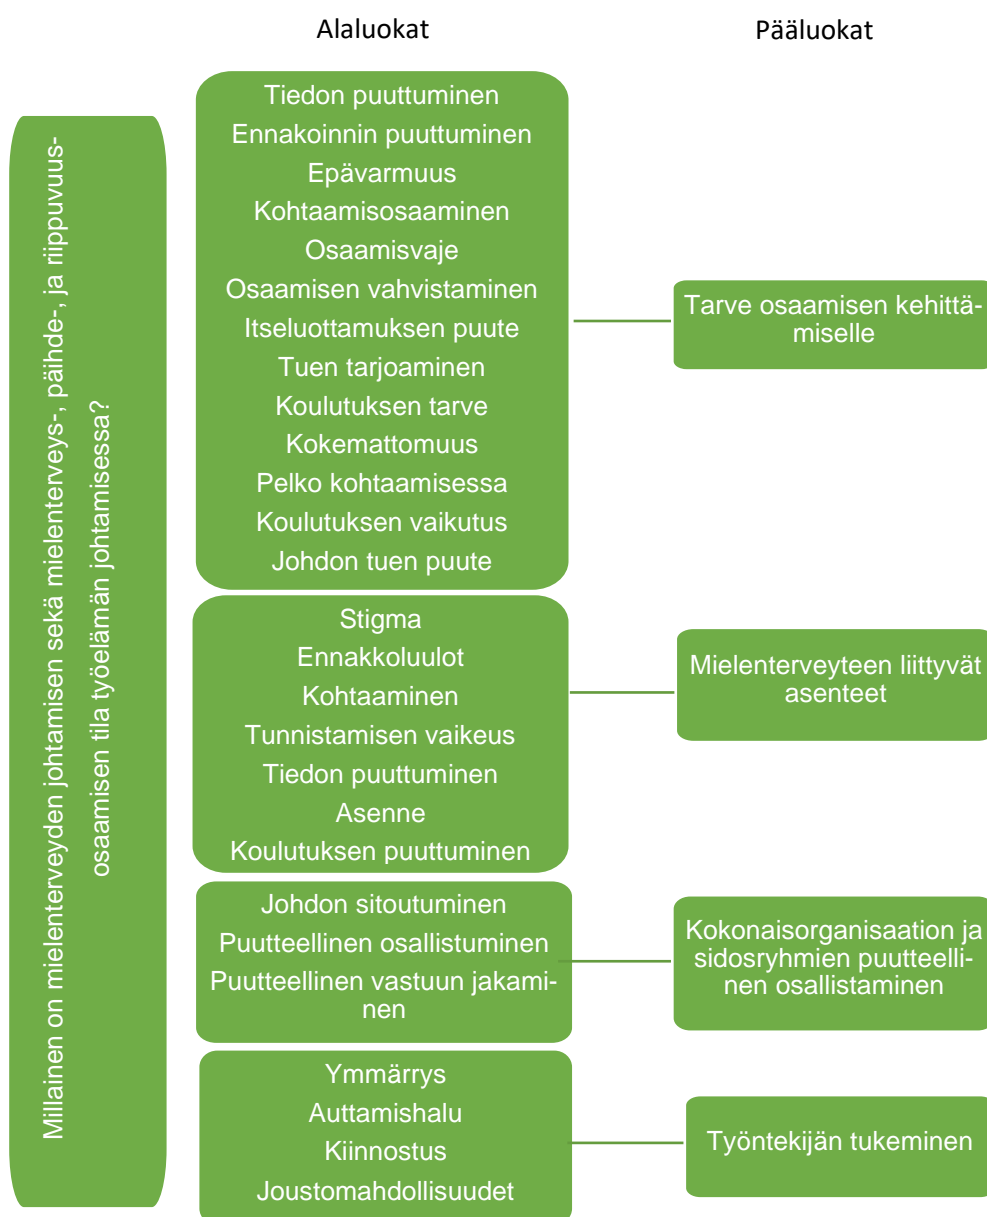 Alaluokat
Pääluokat
Millainen on mielenterveyden johtamisen sekä mielenterveys-, päihde-, ja riippuvuus-
osaamisen tila työelämän johtamisessa?
Tiedon puuttuminen
Ennakoinnin puuttuminen
Epävarmuus
Kohtaamisosaaminen
Osaamisvaje
Osaamisen vahvistaminen
Itseluottamuksen puute
Tuen tarjoaminen
Koulutuksen tarve
Kokemattomuus
Pelko kohtaamisessa
Koulutuksen vaikutus
Johdon tuen puute
Tarve osaamisen kehittä-
miselle
Stigma
Ennakkoluulot
Kohtaaminen
Tunnistamisen vaikeus
Tiedon puuttuminen
Asenne
Koulutuksen puuttuminen
Mielenterveyteen liittyvät
asenteet
Johdon sitoutuminen
Puutteellinen osallistuminen
Puutteellinen vastuun jakami-
nen
Kokonaisorganisaation ja
sidosryhmien puutteelli-
nen osallistaminen
Ymmärrys
Auttamishalu
Kiinnostus
Joustomahdollisuudet
Työntekijän tukeminen